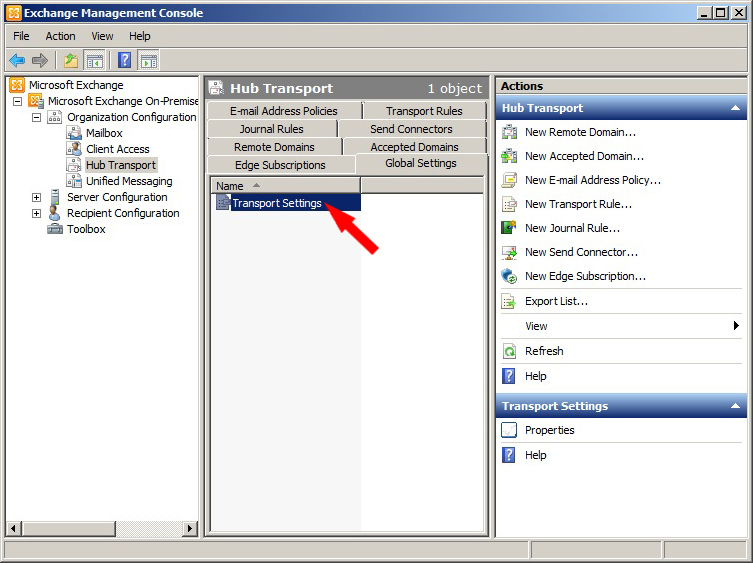 Exchange Management Console
File Action View Help
Microsoft Exchange
Microsoft Exchange On-Premise
Organization Configuration
Mailbox
Client Access
Hub Transport
Unified Messaging
Server Configuration
Recipient Configuration
Toolbox
Hub Transport 1 object
E-mail Address Policies Transport Rules
Journal Rules Send Connectors
Remote Domains Accepted Domains
Edge Subscriptions Global Settings
Name
Transport Settings
Actions
Hub Transport
New Remote Domain...
New Accepted Domain...
New E-mail Address Policy...
New Transport Rule...
New Journal Rule...
New Send Connector...
New Edge Subscription...
Export List...
View
Refresh
Help
Transport Settings
Properties
Help